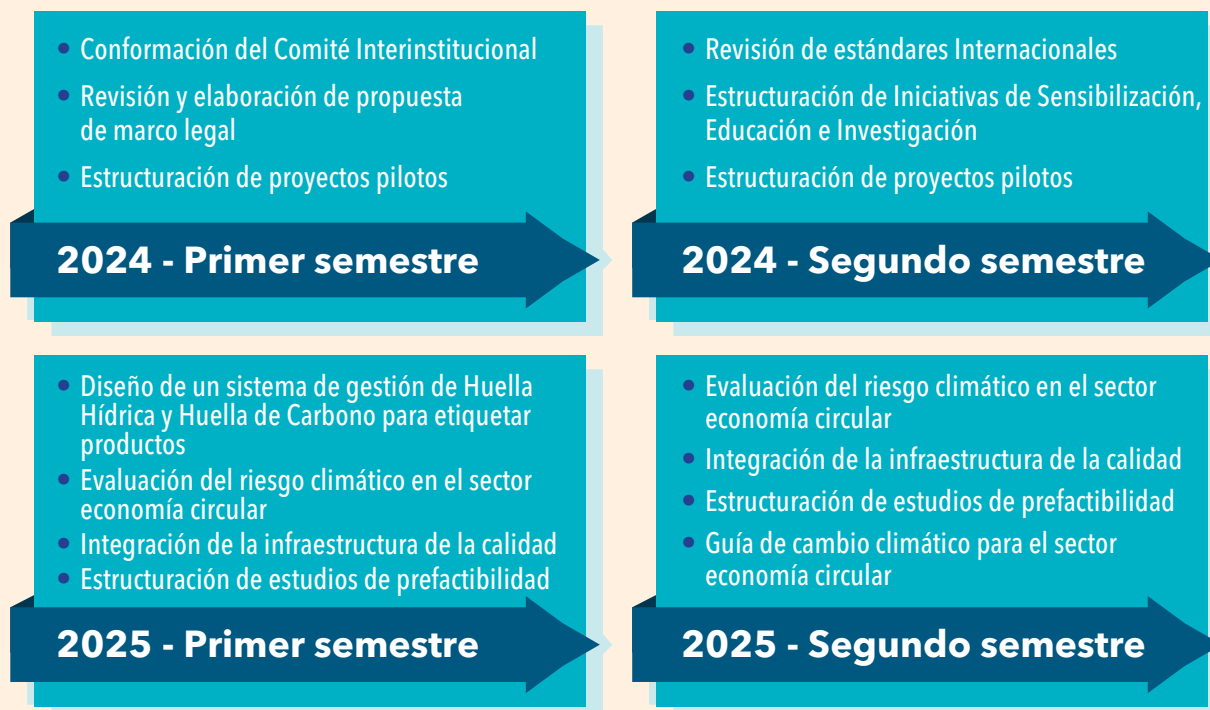 • Conformación del Comité Interinstitucional
• Revisión y elaboración de propuesta
de marco legal
• Estructuración de proyectos pilotos
2024 - Primer semestre
• Revisión de estándares Internacionales
• Estructuración de Iniciativas de Sensibilización,
Educación e Investigación
• Estructuración de proyectos pilotos
2024 - Segundo semestre
• Diseño de un sistema de gestión de Huella
Hídrica y Huella de Carbono para etiquetar
productos
• Evaluación del riesgo climático en el sector
economía circular
• Integración de la infraestructura de la calidad
• Estructuración de estudios de prefactibilidad
2025 - Primer semestre
• Evaluación del riesgo climático en el sector
economía circular
• Integración de la infraestructura de la calidad
• Estructuración de estudios de prefactibilidad
• Guía de cambio climático para el sector
economía circular
2025 - Segundo semestre